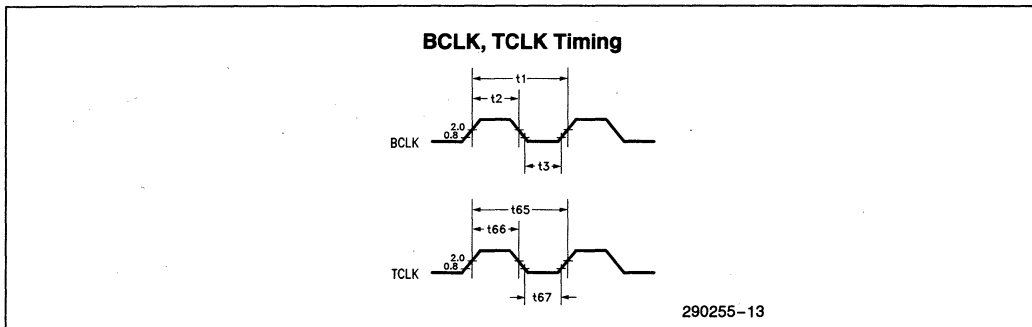 BCLK, TCLK Timing
t1
t2
2.0
0.8
BCLK
t3
t65
t66
2.0
0.8
TCLK
t67
290255-13